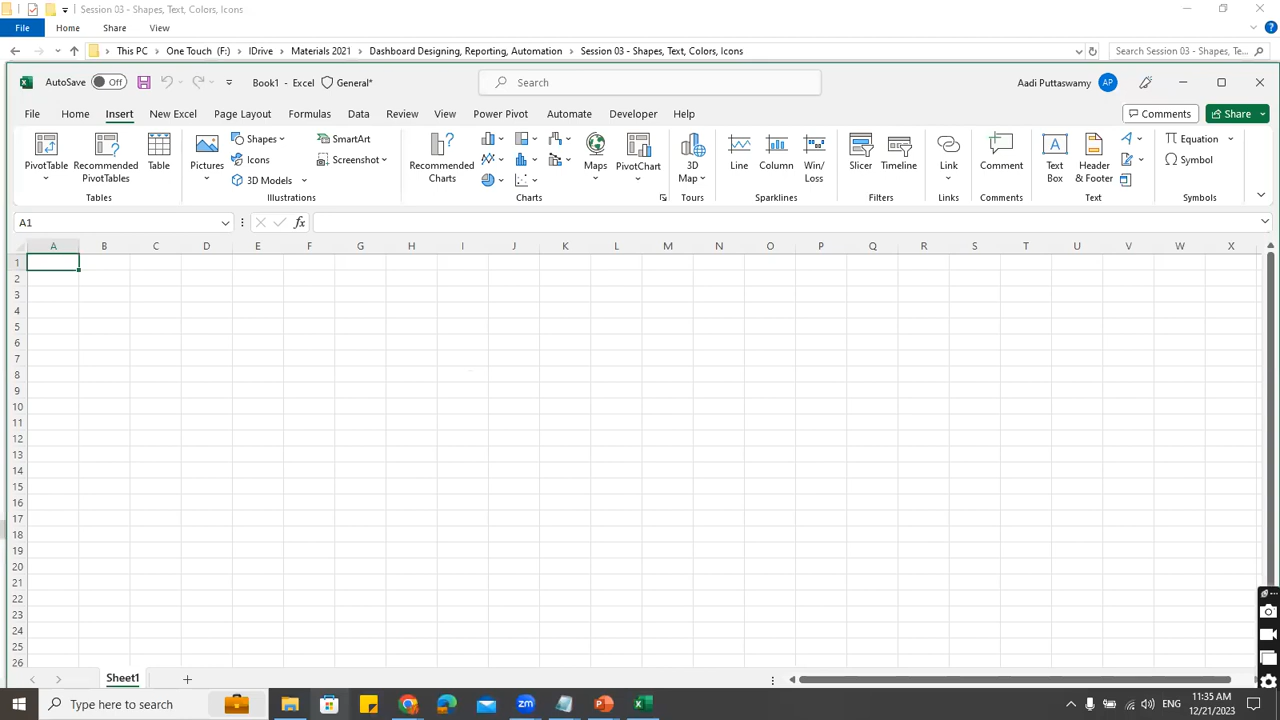 Session 03 - Shapes, Text, Colors, Icons
File Home Share View
This PC One Touch (F:) IDrive Materials 2021 Dashboard Designing, Reporting, Automation Session 03 - Shapes, Text, Colors, Icons Search Session 03 - Shapes, Te...
AutoSave Off Book1 - Excel General* Search Aadi Puttaswamy AP
File Home Insert New Excel Page Layout Formulas Data Review View Power Pivot Automate Developer Help Comments Share
PivotTable Recommended PivotTables Table Pictures Shapes Icons 3D Models SmartArt Screenshot Recommended Charts Maps PivotChart 3D Map Line Column Win/Loss Slicer Timeline Link Comment Text Box Header & Footer Equation Symbol
Tables Illustrations Charts Tours Sparklines Filters Links Comments Text Symbols
A1 fx
A B C D E F G H I J K L M N O P Q R S T U V W X
1
2
3
4
5
6
7
8
9
10
11
12
13
14
15
16
17
18
19
20
21
22
23
24
25
26
Sheet1
Type here to search ENG 11:35 AM
12/21/2023